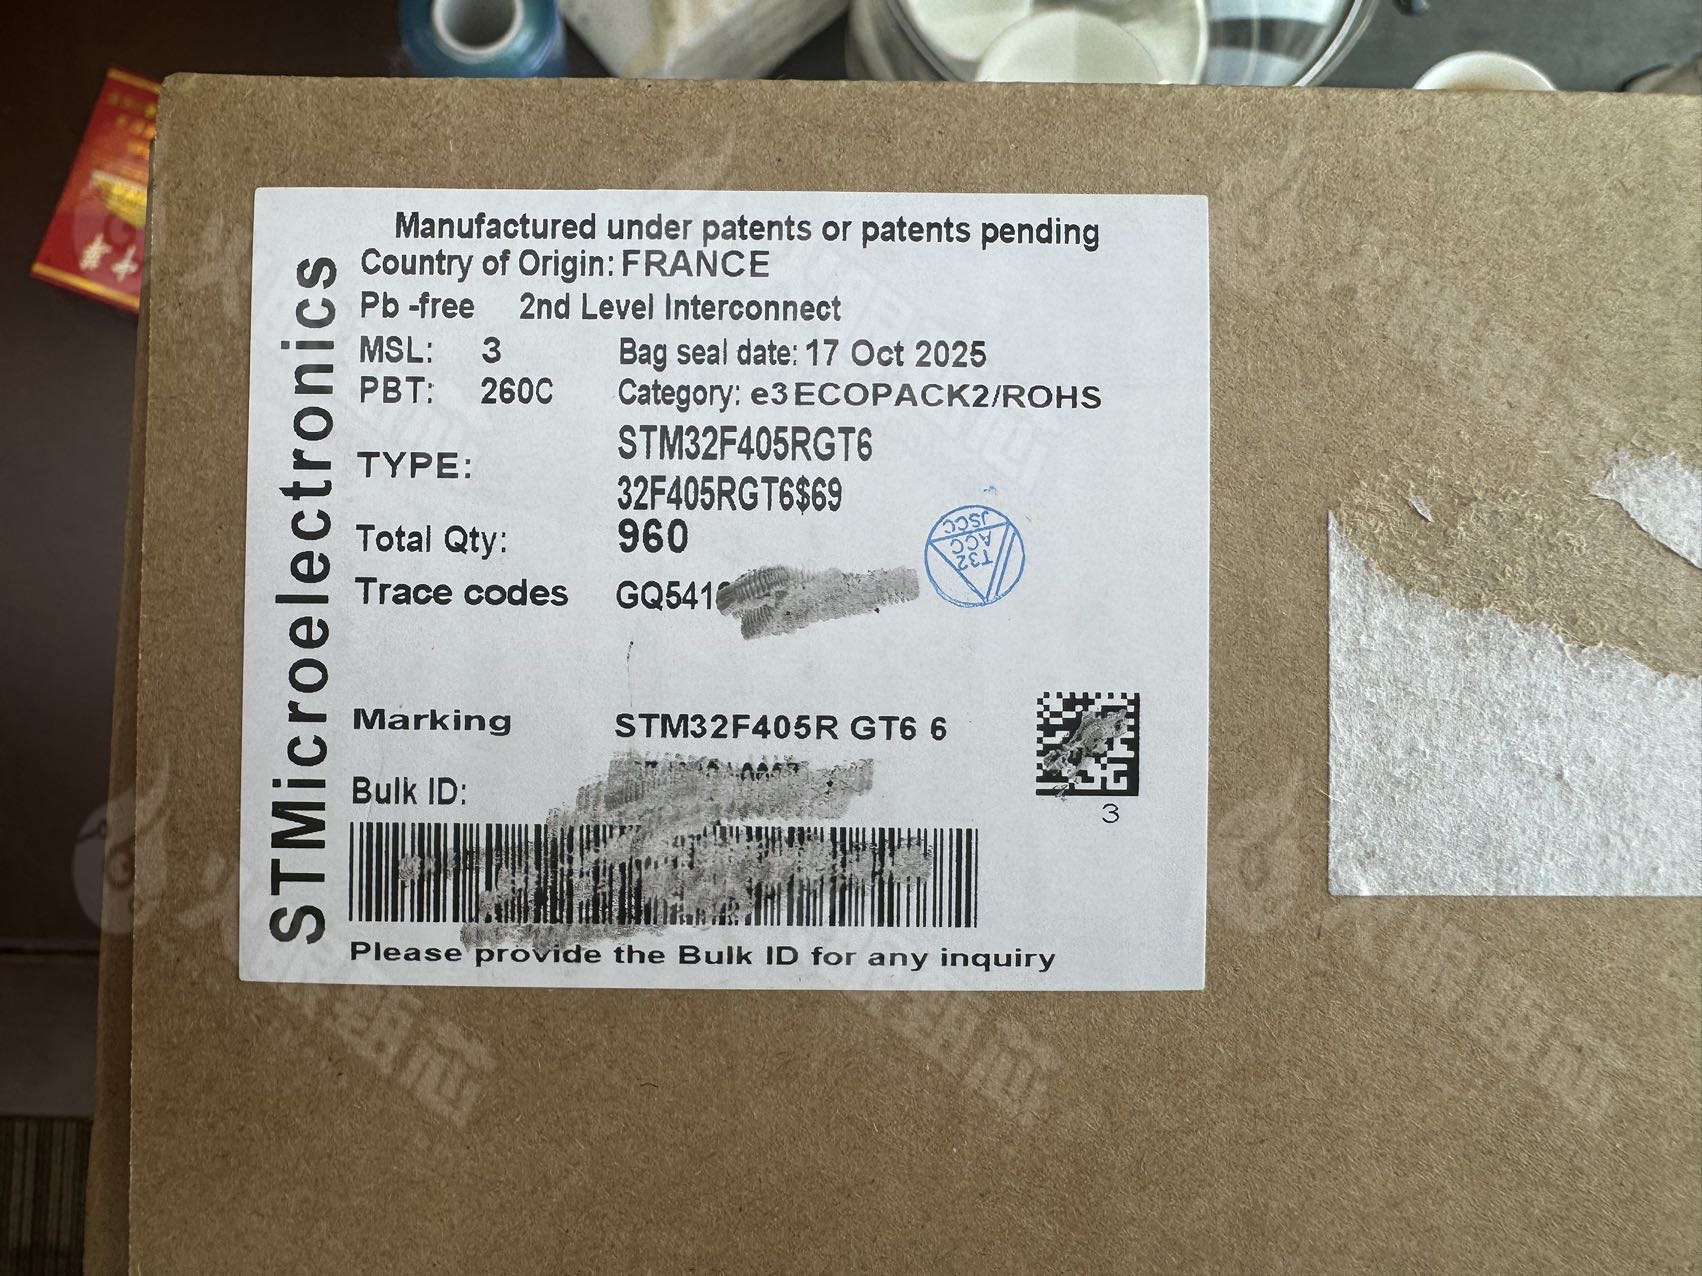 STMicroelectronics
Manufactured under patents or patents pending
Country of Origin: FRANCE
Pb -free 2nd Level Interconnect
MSL: 3 Bag seal date: 17 Oct 2025
PBT: 260C Category: e3 ECOPACK2/ROHS
TYPE: STM32F405RGT6
32F405RGT6$69
Total Qty: 960
Trace codes GQ541
JSCC
ACC
T32
Marking STM32F405R GT6 6
Bulk ID:
3
Please provide the Bulk ID for any inquiry